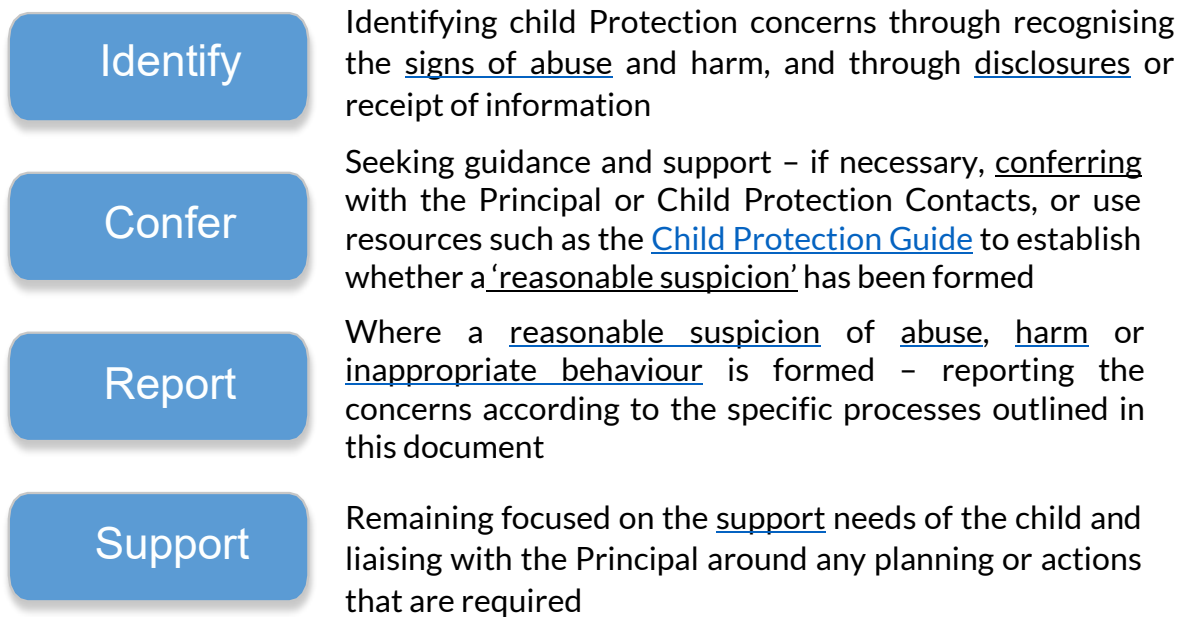 Identify
Identifying child Protection concerns through recognising
the signs of abuse and harm, and through disclosures or
receipt of information
Confer
Seeking guidance and support – if necessary, conferring
with the Principal or Child Protection Contacts, or use
resources such as the Child Protection Guide to establish
whether a ‘reasonable suspicion’ has been formed
Report
Where a reasonable suspicion of abuse, harm or
inappropriate behaviour is formed – reporting the
concerns according to the specific processes outlined in
this document
Support
Remaining focused on the support needs of the child and
liaising with the Principal around any planning or actions
that are required